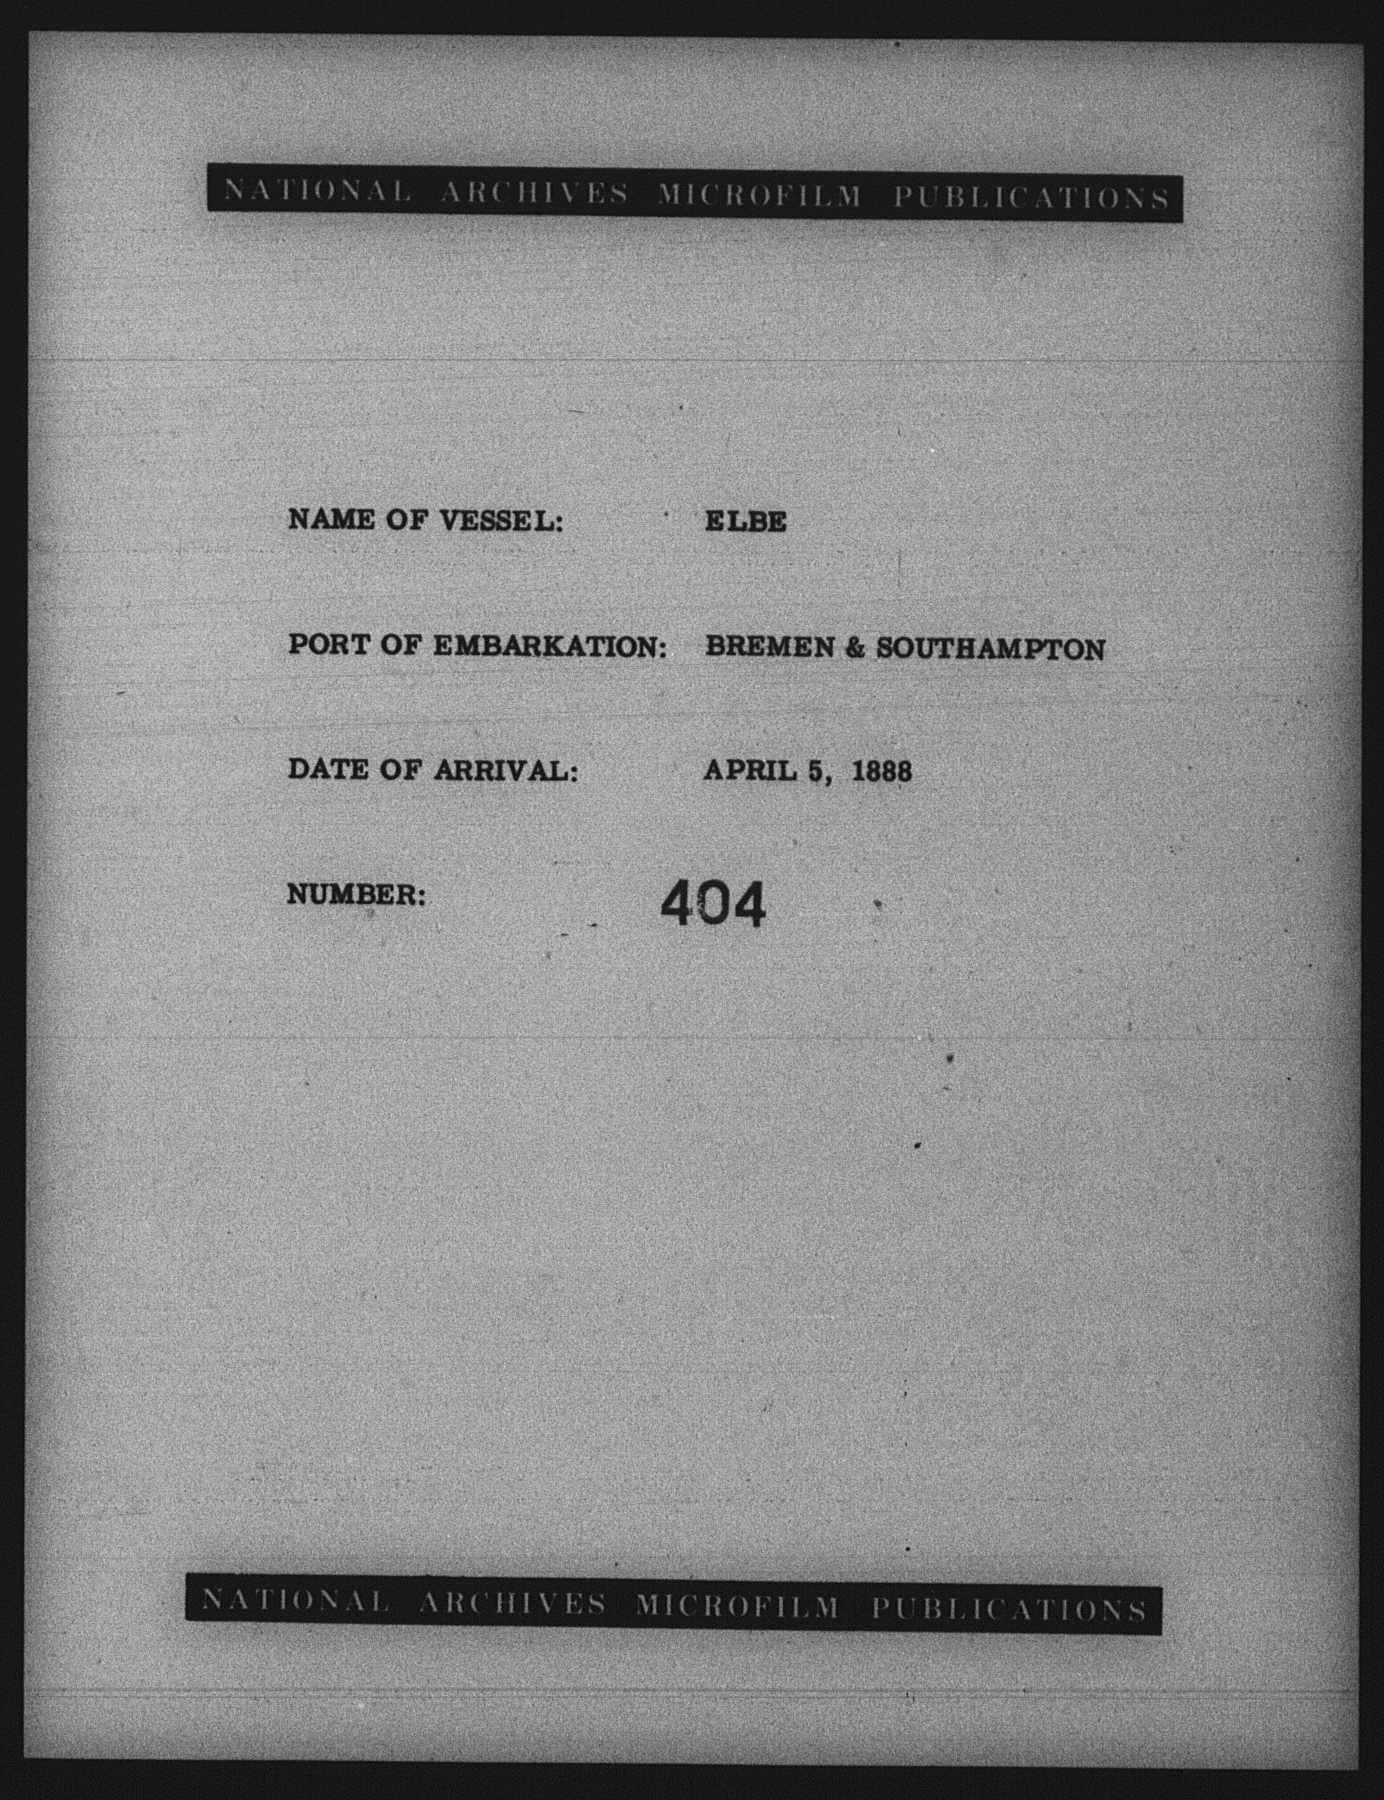 NATIONAL ARCHIVES MICROFILM PUBLICATIONS
NAME OF VESSEL: ELBE
PORT OF EMBARKATION: BREMEN & SOUTHAMPTON
DATE OF ARRIVAL: APRIL 5, 1888
NUMBER: 404
NATIONAL ARCHIVES MICROFILM PUBLICATIONS